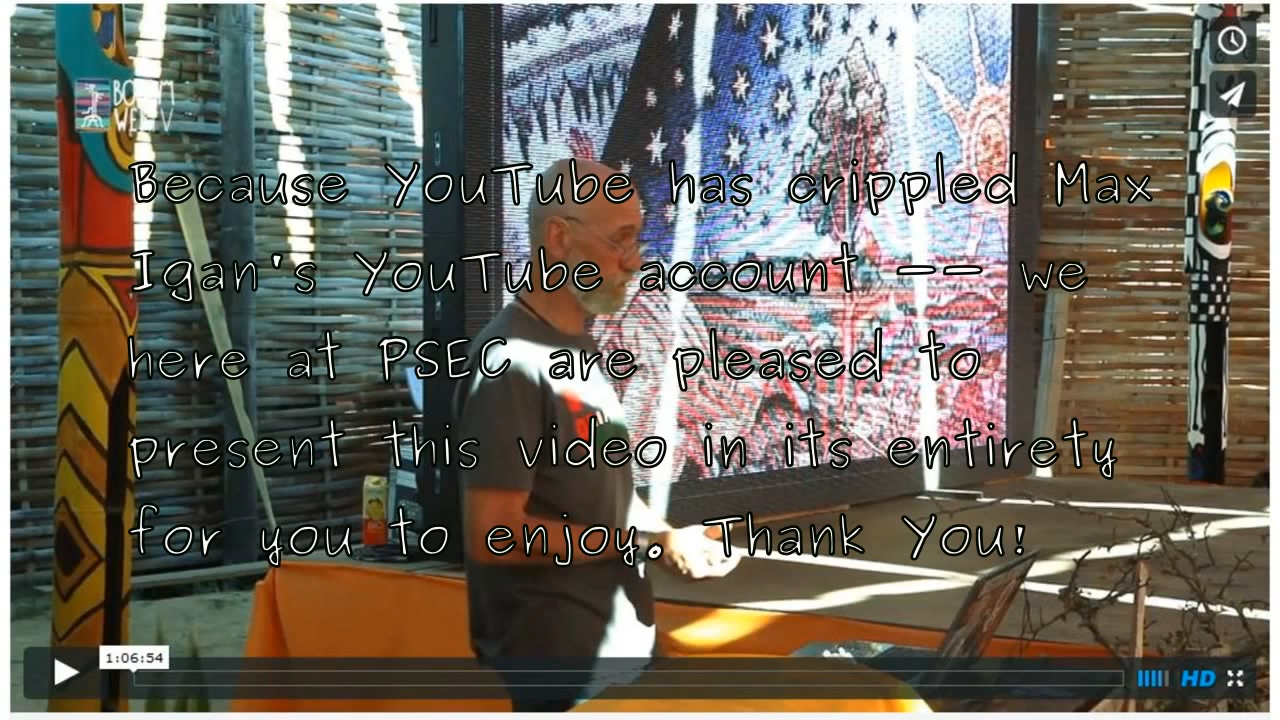 Because YouTube has crippled Max
Igan's YouTube account -- we
here at PSEC are pleased to
present this video in its entirety
for you to enjoy. Thank You!
1:06:54
HD